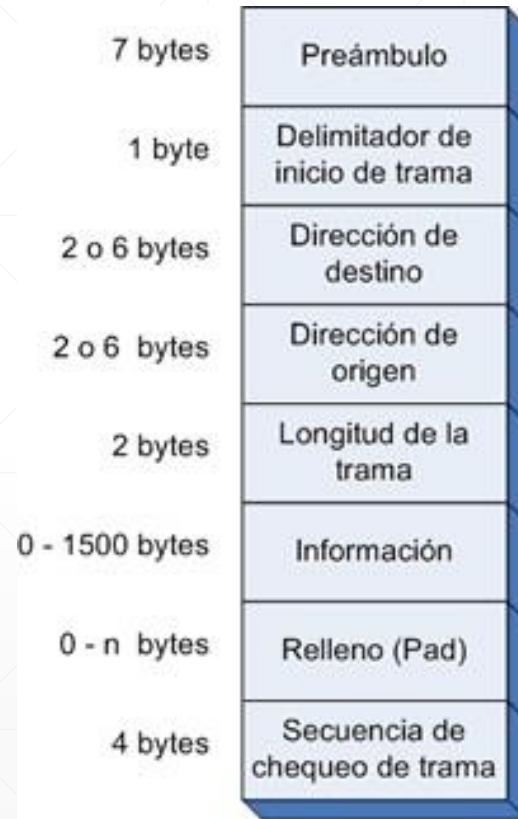 7 bytes
Preámbulo
1 byte
Delimitador de
inicio de trama
2 o 6 bytes
Dirección de
destino
2 o 6 bytes
Dirección de
origen
2 bytes
Longitud de la
trama
0 - 1500 bytes
Información
0 - n bytes
Relleno (Pad)
4 bytes
Secuencia de
chequeo de trama